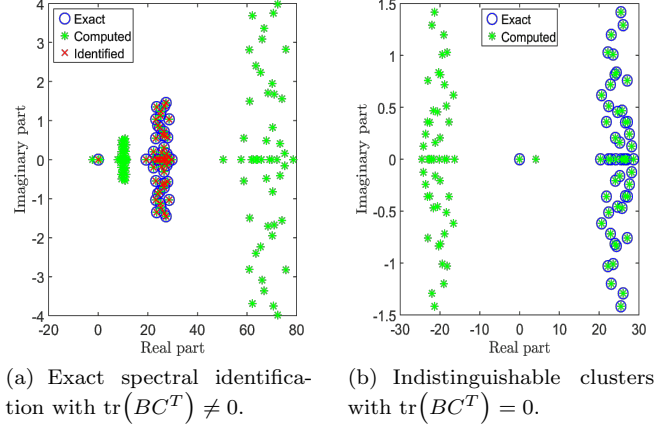 4
3
2
1
0
-1
-2
-3
-4
Imaginary part
-20
0
20
40
60
80
Real part
Exact
Computed
Identified
1.5
1
0.5
0
-0.5
-1
-1.5
Imaginary part
-30
-20
-10
0
10
20
30
Real part
Exact
Computed
(a) Exact spectral identifica-
tion with tr(BCᵀ) ≠ 0.
(b) Indistinguishable clusters
with tr(BCᵀ) = 0.